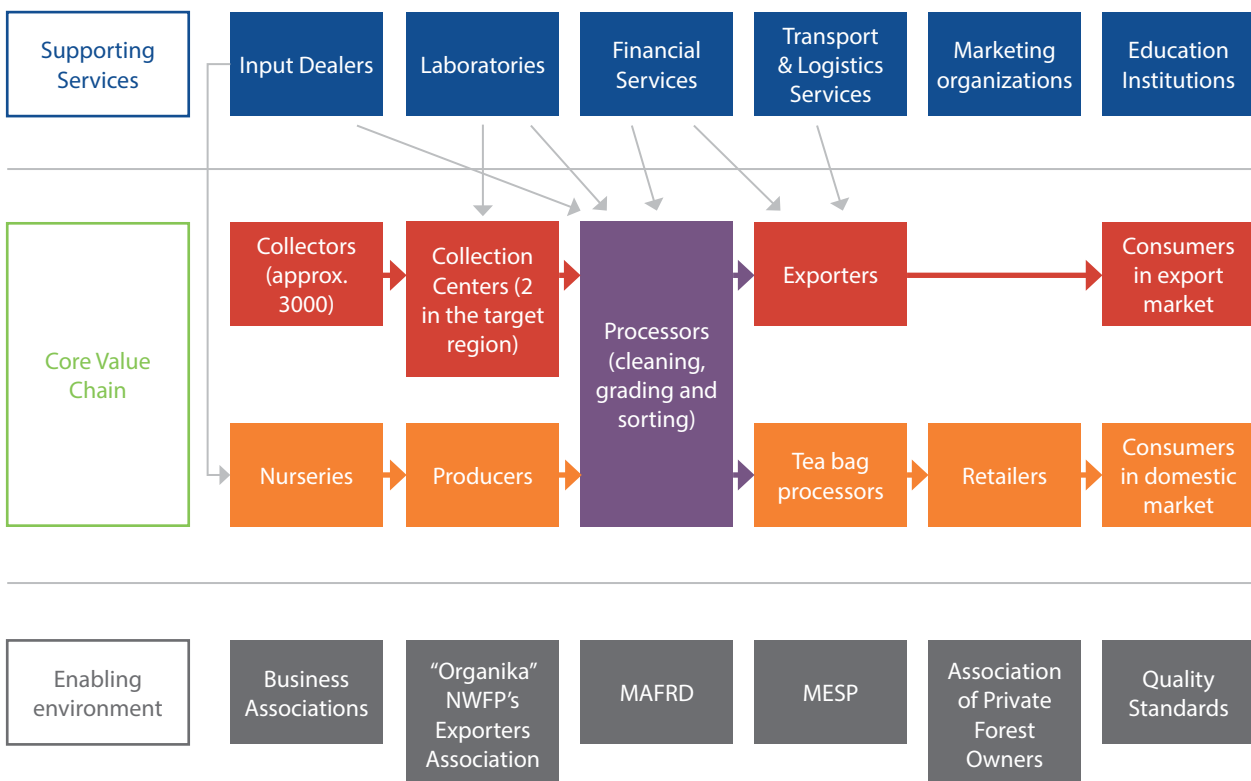 Supporting
Services
Input Dealers
Laboratories
Financial
Services
Transport
& Logistics
Services
Marketing
organizations
Education
Institutions
Core Value
Chain
Collectors
(approx.
3000)
Collection
Centers (2
in the target
region)
Processors
(cleaning,
grading and
sorting)
Exporters
Consumers
in export
market
Nurseries
Producers
Tea bag
processors
Retailers
Consumers
in domestic
market
Enabling
environment
Business
Associations
“Organika”
NWFP’s
Exporters
Association
MAFRD
MESP
Association
of Private
Forest
Owners
Quality
Standards